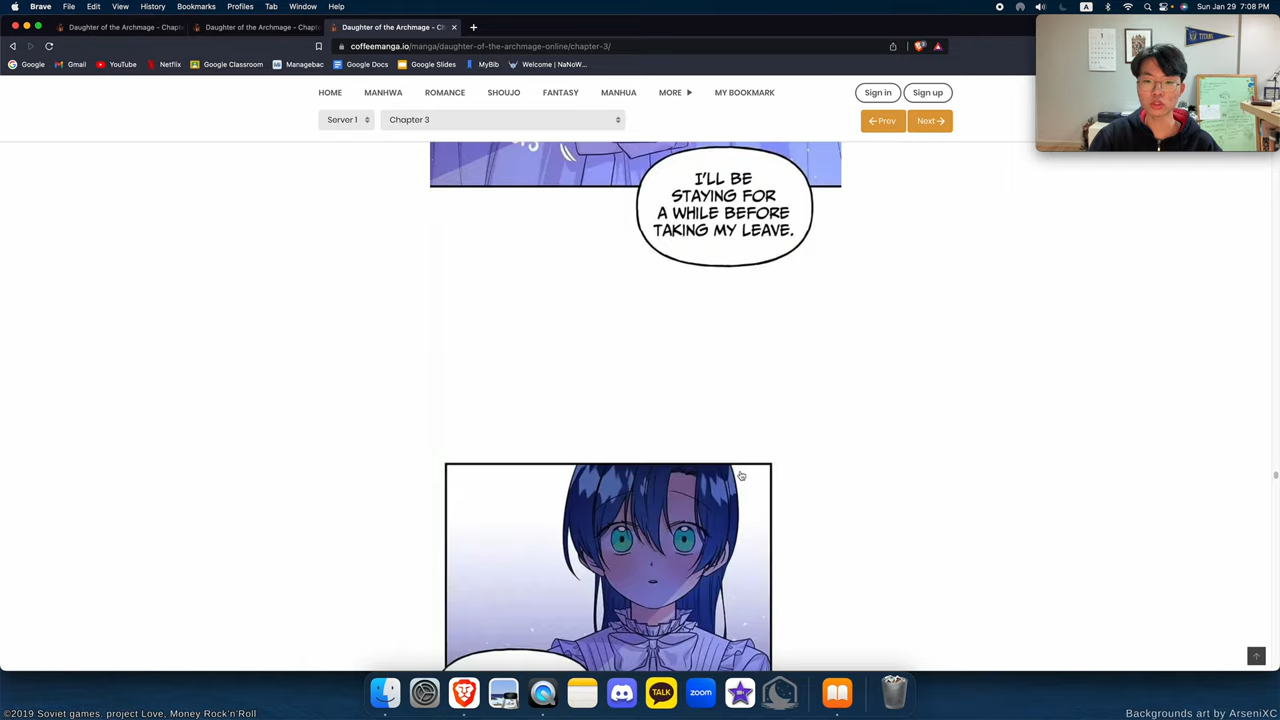 Brave File Edit View History Bookmarks Profiles Tab Window Help
A Sun Jan 29 7:08 PM
Daughter of the Archmage - Chapt
Daughter of the Archmage - Chapt
Daughter of the Archmage - Ch
coffeemanga.io/manga/daughter-of-the-archmage-online/chapter-3/
Google Gmail YouTube Netflix Google Classroom Managebac Google Docs Google Slides MyBib Welcome | NaNoW...
HOME MANHWA ROMANCE SHOUJO FANTASY MANHUA MORE MY BOOKMARK
Sign in Sign up
Server 1 Chapter 3
Prev Next
TITANS
I'LL BE
STAYING FOR
A WHILE BEFORE
TAKING MY LEAVE.
TALK
zoom
©2019 Soviet games. project Love, Money Rock'n'Roll
Backgrounds art by ArseniXC